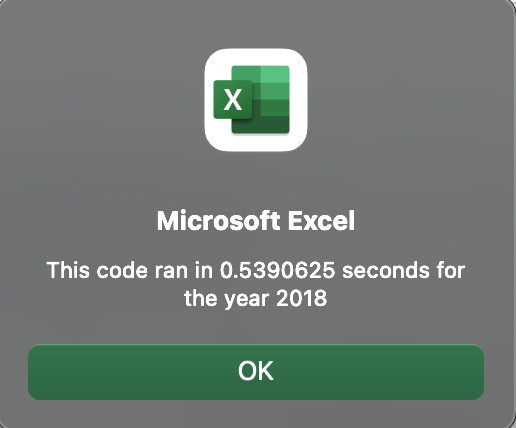 X
Microsoft Excel
This code ran in 0.5390625 seconds for
the year 2018
OK